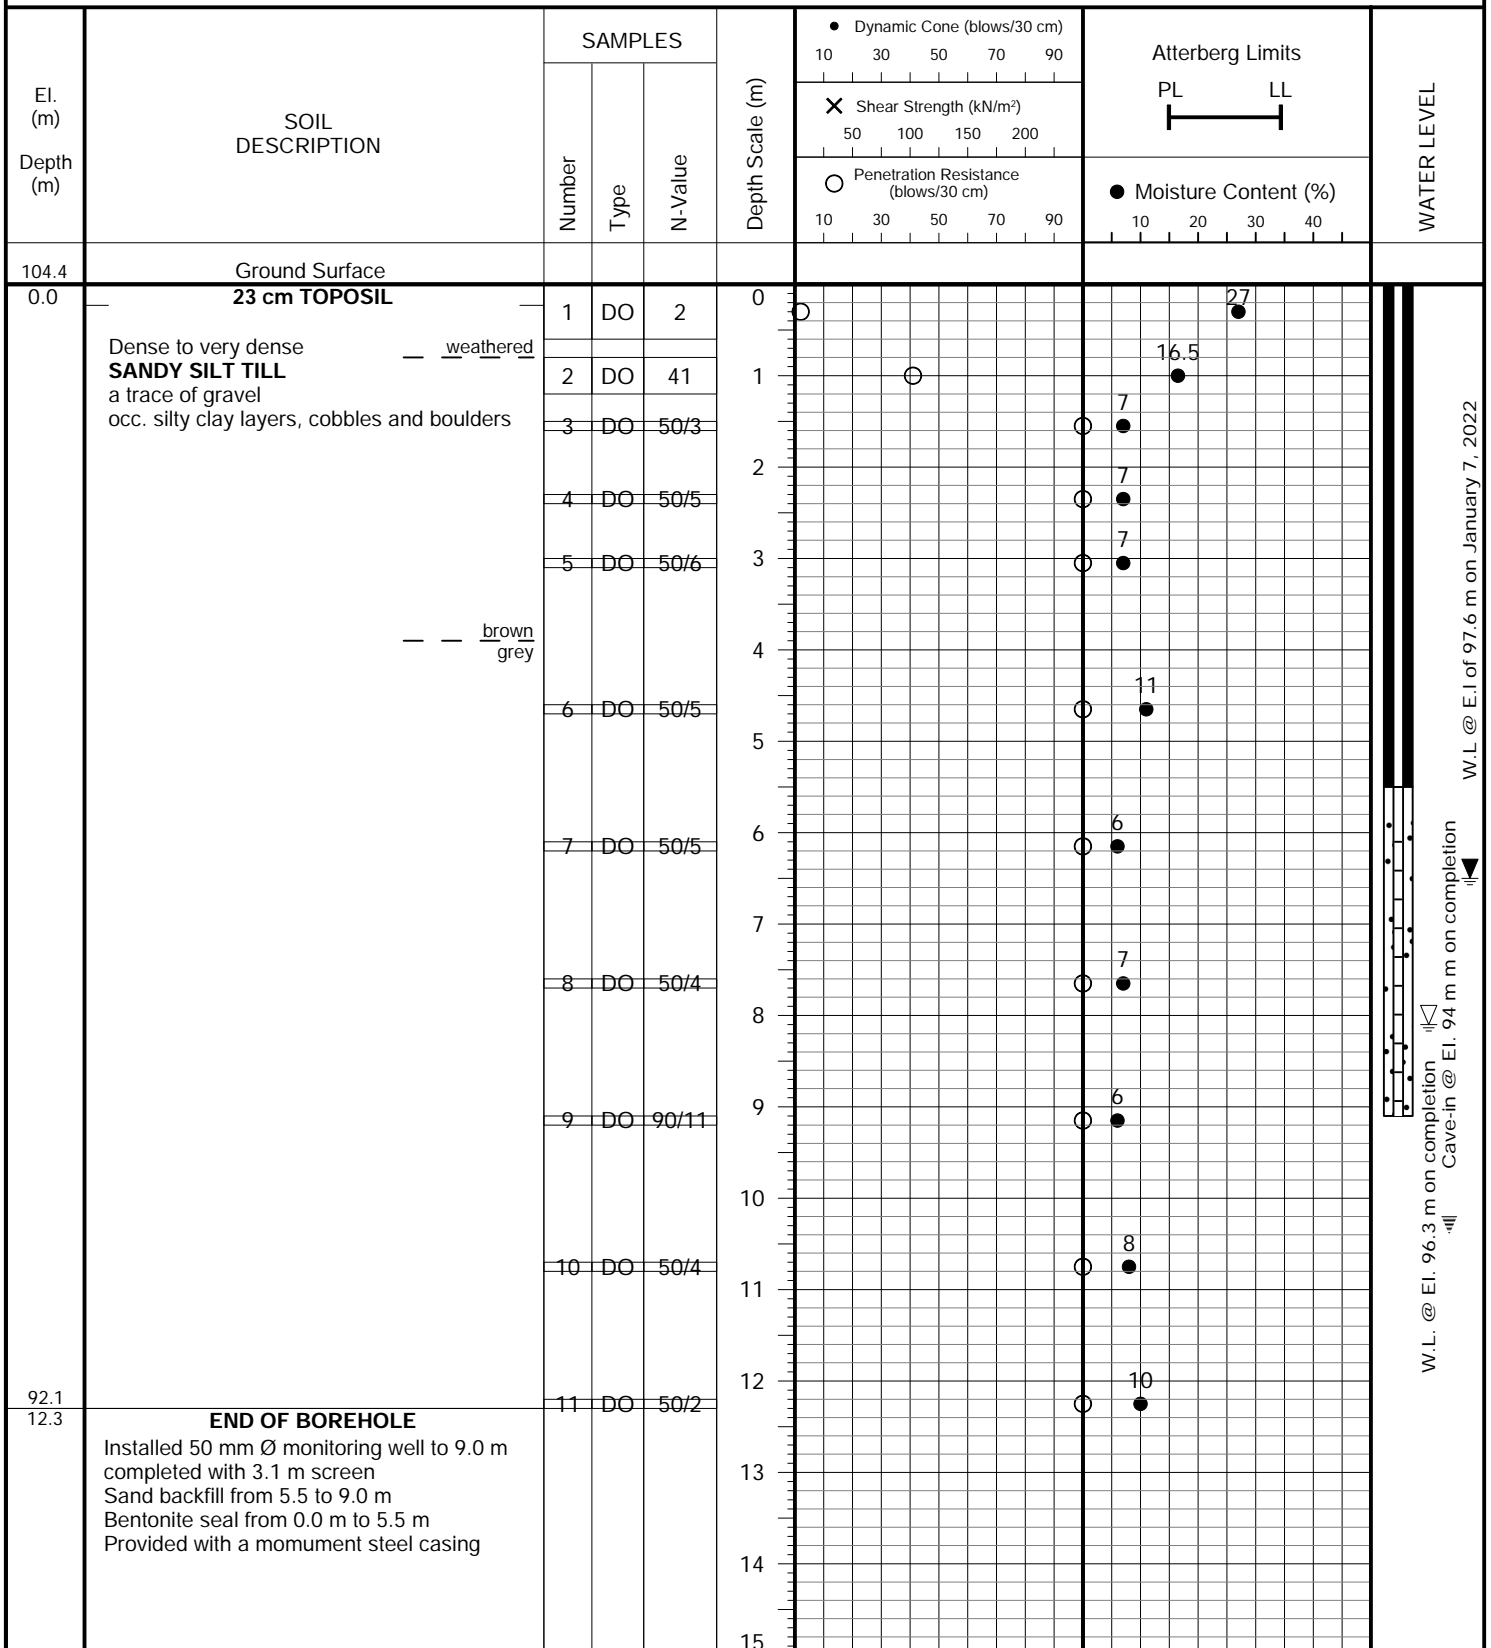 El.
(m)
Depth
(m)
SOIL
DESCRIPTION
SAMPLES
Number
Type
N-Value
Depth Scale (m)
Dynamic Cone (blows/30 cm)
10 30 50 70 90
Shear Strength (kN/m²)
50 100 150 200
Penetration Resistance
(blows/30 cm)
10 30 50 70 90
Atterberg Limits
PL LL
Moisture Content (%)
10 20 30 40
WATER LEVEL
104.4 Ground Surface
0.0 23 cm TOPOSIL 0 27
1 DO 2
Dense to very dense weathered 16.5
SANDY SILT TILL 2 DO 41 1
a trace of gravel 7
occ. silty clay layers, cobbles and boulders 3 DO 50/3
2
7
4 DO 50/5
7
5 DO 50/6 3
brown
grey 4
11
6 DO 50/5
5
6
7 DO 50/5 6
7
7
8 DO 50/4
8
6
9 DO 90/11 9
10
8
10 DO 50/4
11
12 10
92.1 11 DO 50/2
12.3 END OF BOREHOLE
Installed 50 mm Ø monitoring well to 9.0 m
completed with 3.1 m screen 13
Sand backfill from 5.5 to 9.0 m
Bentonite seal from 0.0 m to 5.5 m
Provided with a momument steel casing
14
15
W.L. @ El. 96.3 m on completion
Cave-in @ El. 94 m m on completion
W.L @ E.l of 97.6 m on January 7, 2022